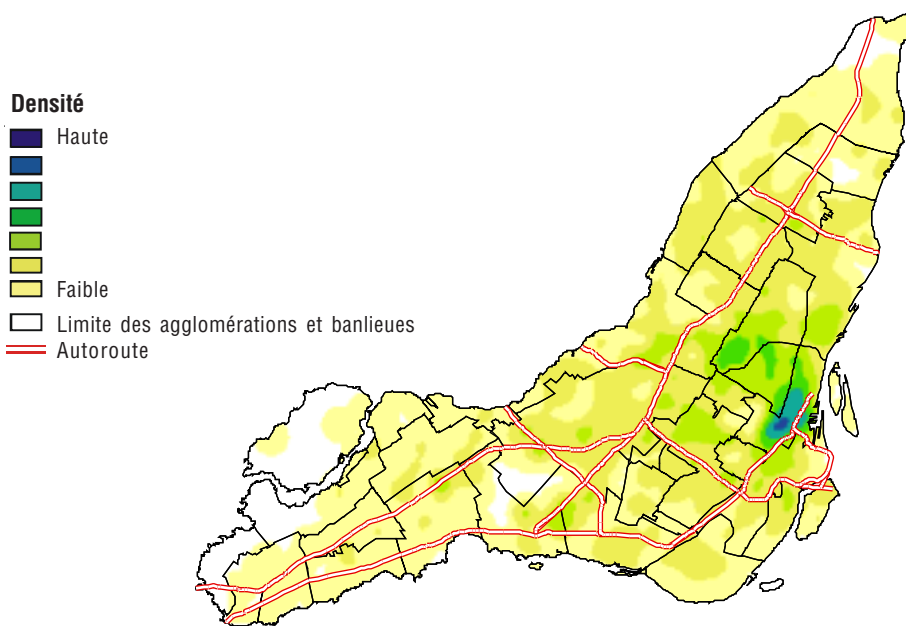 Densité
Haute
Faible
Limite des agglomérations et banlieues
Autoroute